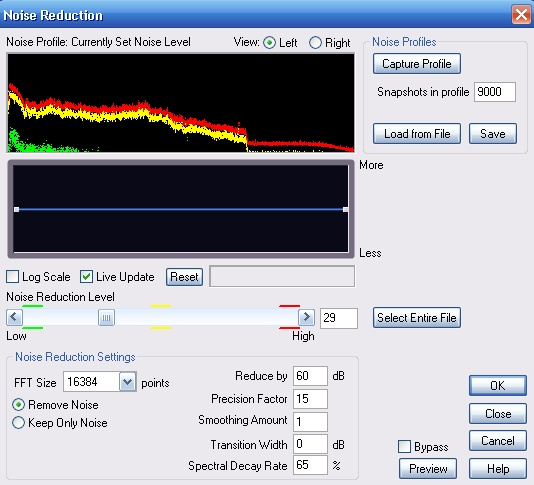 Noise Reduction
Noise Profile: Currently Set Noise Level
View: Left Right
Noise Profiles
Capture Profile
Snapshots in profile 9000
Load from File Save
More
Less
Log Scale Live Update Reset
Noise Reduction Level
29 Select Entire File
Low High
Noise Reduction Settings
FFT Size 16384 points
Remove Noise
Keep Only Noise
Reduce by 60 dB
Precision Factor 15
Smoothing Amount 1
Transition Width 0 dB
Spectral Decay Rate 65 %
OK
Close
Bypass Cancel
Preview Help